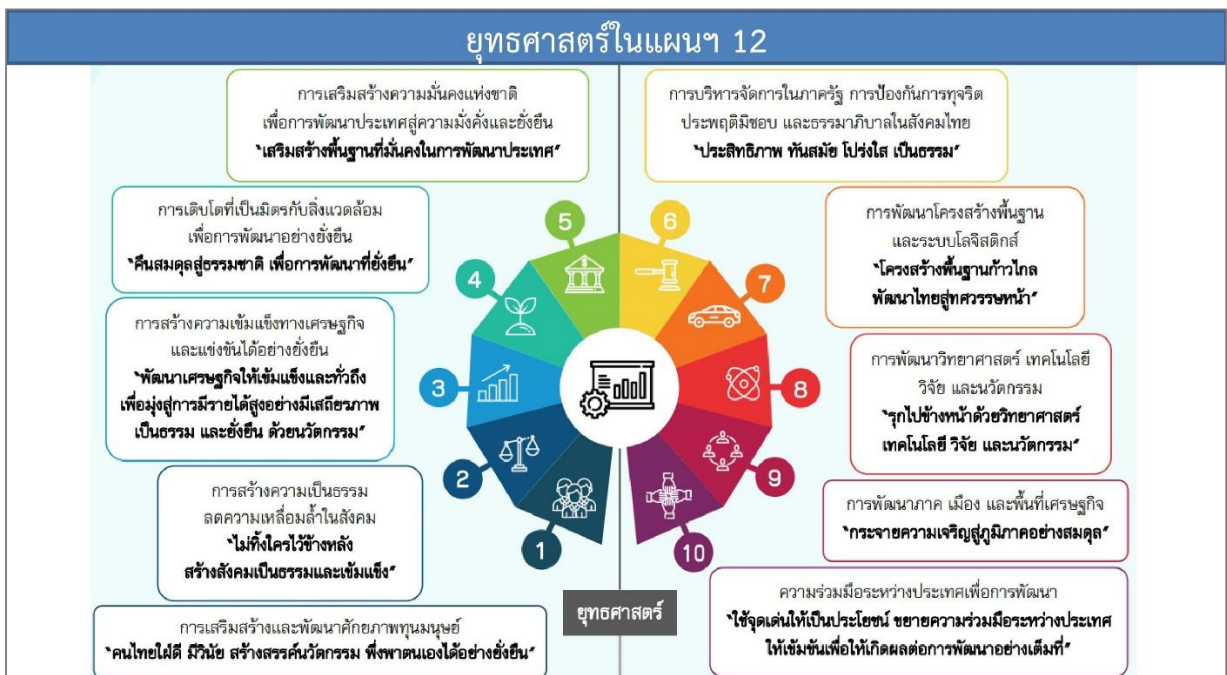 ยุทธศาสตร์ในแผนฯ 12
การเสริมสร้างความมั่นคงแห่งชาติ
เพื่อการพัฒนาประเทศสู่ความมั่งคั่งและยั่งยืน
“เสริมสร้างพื้นฐานที่มั่นคงในการพัฒนาประเทศ”
การบริหารจัดการในภาครัฐ การป้องกันการทุจริต
ประพฤติมิชอบ และธรรมาภิบาลในสังคมไทย
“ประสิทธิภาพ ทันสมัย โปร่งใส เป็นธรรม”
การเติบโตที่เป็นมิตรกับสิ่งแวดล้อม
เพื่อการพัฒนาอย่างยั่งยืน
“คืนสมดุลสู่ธรรมชาติ เพื่อการพัฒนาที่ยั่งยืน”
การพัฒนาโครงสร้างพื้นฐาน
และระบบโลจิสติกส์
“โครงสร้างพื้นฐานก้าวไกล
พัฒนาไทยสู่ทศวรรษหน้า”
การสร้างความเข้มแข็งทางเศรษฐกิจ
และแข่งขันได้อย่างยั่งยืน
“พัฒนาเศรษฐกิจให้เข้มแข็งและทั่วถึง
เพื่อมุ่งสู่การมีรายได้สูงอย่างมีเสถียรภาพ
เป็นธรรม และยั่งยืน ด้วยนวัตกรรม”
การพัฒนาวิทยาศาสตร์ เทคโนโลยี
วิจัย และนวัตกรรม
“รุกไปข้างหน้าด้วยวิทยาศาสตร์
เทคโนโลยี วิจัย และนวัตกรรม”
การสร้างความเป็นธรรม
ลดความเหลื่อมล้ำในสังคม
“ไม่ทิ้งใครไว้ข้างหลัง
สร้างสังคมเป็นธรรมและเข้มแข็ง”
การพัฒนาภาค เมือง และพื้นที่เศรษฐกิจ
“กระจายความเจริญสู่ภูมิภาคอย่างสมดุล”
การเสริมสร้างและพัฒนาศักยภาพทุนมนุษย์
“คนไทยใฝ่ดี มีวินัย สร้างสรรค์นวัตกรรม พึ่งพาตนเองได้อย่างยั่งยืน”
ความร่วมมือระหว่างประเทศเพื่อการพัฒนา
“ใช้จุดเด่นให้เป็นประโยชน์ ขยายความร่วมมือระหว่างประเทศ
ให้เข้มข้นเพื่อให้เกิดผลต่อการพัฒนาอย่างเต็มที่”
5
6
4
7
3
8
2
9
1
10
ยุทธศาสตร์